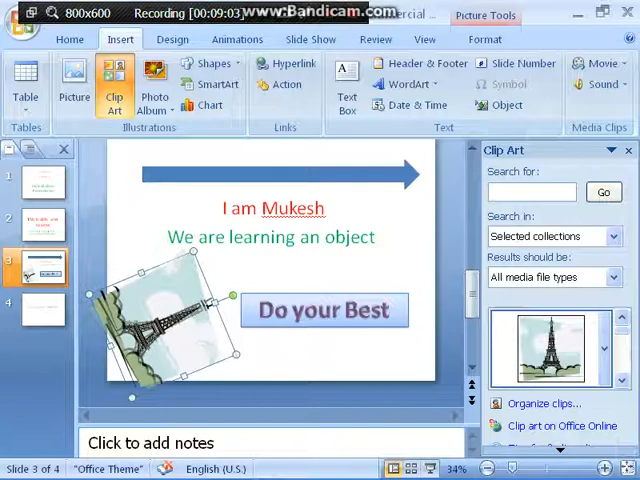 800x600 Recording [00:09:03] www.Bandicam.com
Picture Tools
Home Insert Design Animations Slide Show Review View Format
Table
Tables
Picture Clip Art Photo Album
Shapes
SmartArt
Chart
Illustrations
Hyperlink
Action
Links
Text Box
Header & Footer
WordArt
Date & Time
Slide Number
Symbol
Object
Text
Movie
Sound
Media Clips
1
2
3
4
I am Mukesh
We are learning an object
Do your Best
Clip Art
Search for:
Go
Search in:
Selected collections
Results should be:
All media file types
Organize clips...
Clip art on Office Online
Click to add notes
Slide 3 of 4 "Office Theme" English (U.S.) 34%